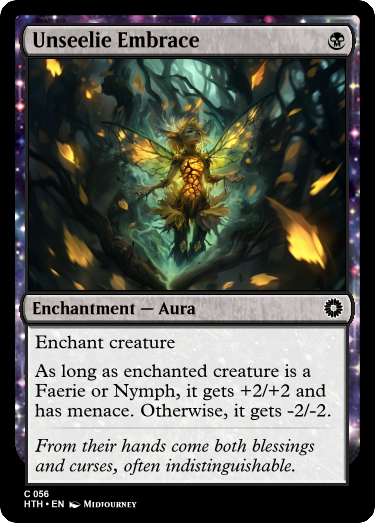 Unseelie Embrace
Enchantment — Aura
Enchant creature
As long as enchanted creature is a
Faerie or Nymph, it gets +2/+2 and
has menace. Otherwise, it gets -2/-2.
From their hands come both blessings
and curses, often indistinguishable.
C 056
HTH • EN Midjourney